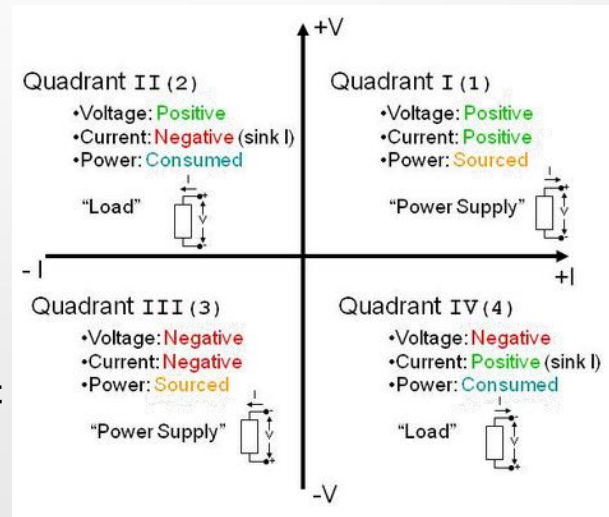 +V
Quadrant II (2)
•Voltage: Positive
•Current: Negative (sink I)
•Power: Consumed
"Load"
I
+
V
-
Quadrant I (1)
•Voltage: Positive
•Current: Positive
•Power: Sourced
"Power Supply"
I
+
V
-
- I
+I
Quadrant III (3)
•Voltage: Negative
•Current: Negative
•Power: Sourced
"Power Supply"
I
-
V
+
Quadrant IV (4)
•Voltage: Negative
•Current: Positive (sink I)
•Power: Consumed
"Load"
I
-
V
+
-V
: